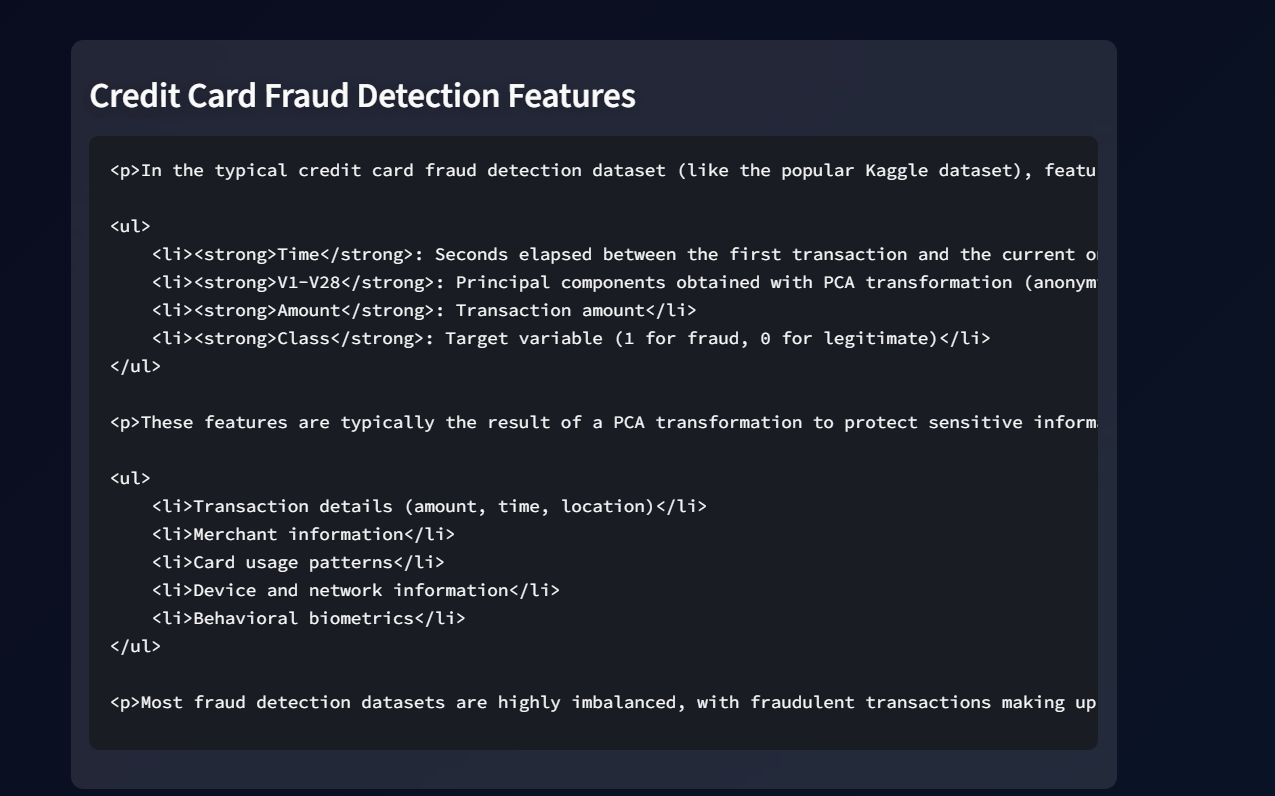 Credit Card Fraud Detection Features
<p>In the typical credit card fraud detection dataset (like the popular Kaggle dataset), featu
<ul>
<li><strong>Time</strong>: Seconds elapsed between the first transaction and the current o
<li><strong>V1-V28</strong>: Principal components obtained with PCA transformation (anonym
<li><strong>Amount</strong>: Transaction amount</li>
<li><strong>Class</strong>: Target variable (1 for fraud, 0 for legitimate)</li>
</ul>
<p>These features are typically the result of a PCA transformation to protect sensitive inform
<ul>
<li>Transaction details (amount, time, location)</li>
<li>Merchant information</li>
<li>Card usage patterns</li>
<li>Device and network information</li>
<li>Behavioral biometrics</li>
</ul>
<p>Most fraud detection datasets are highly imbalanced, with fraudulent transactions making up